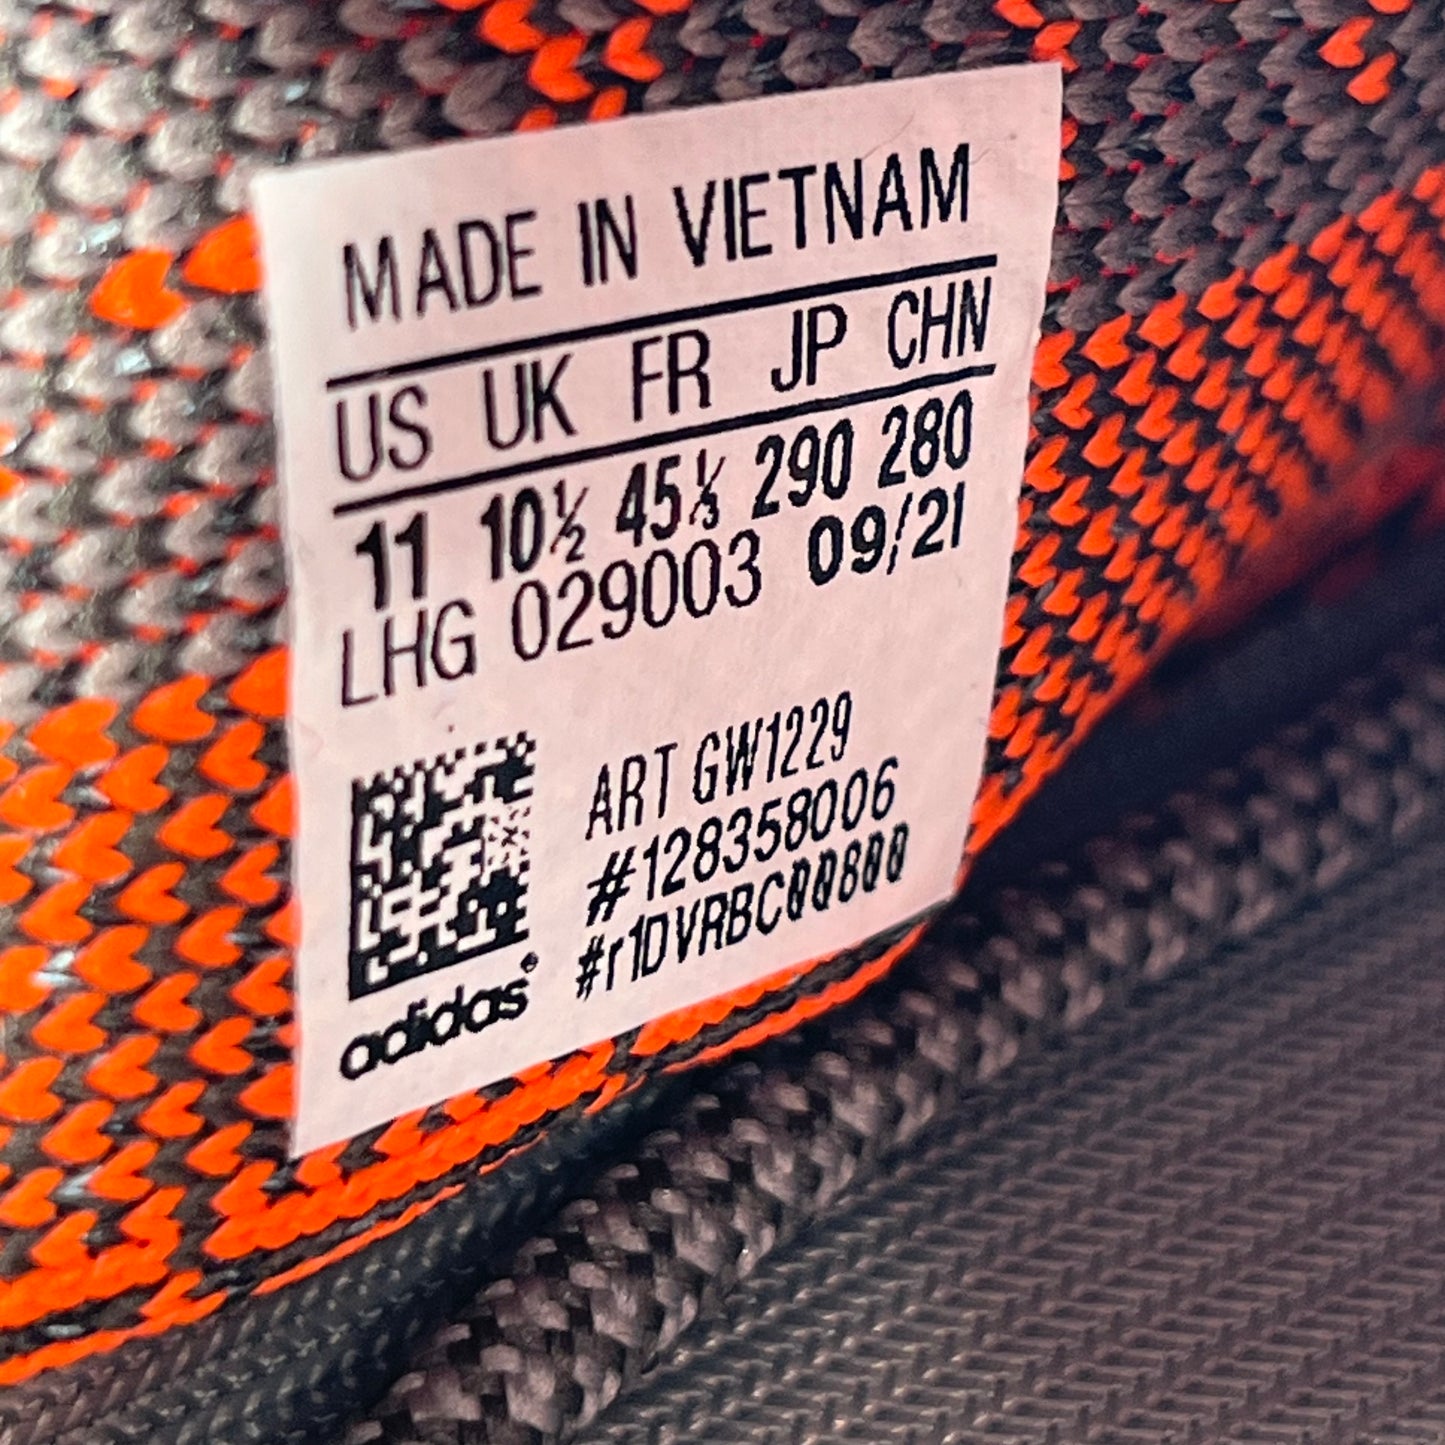 MADE IN VIETNAM
US UK FR JP CHN
11 10½ 45⅓ 290 280
LHG 029003 09/21
ART GW1229
#128358006
#r1DVRBC00800
adidas®